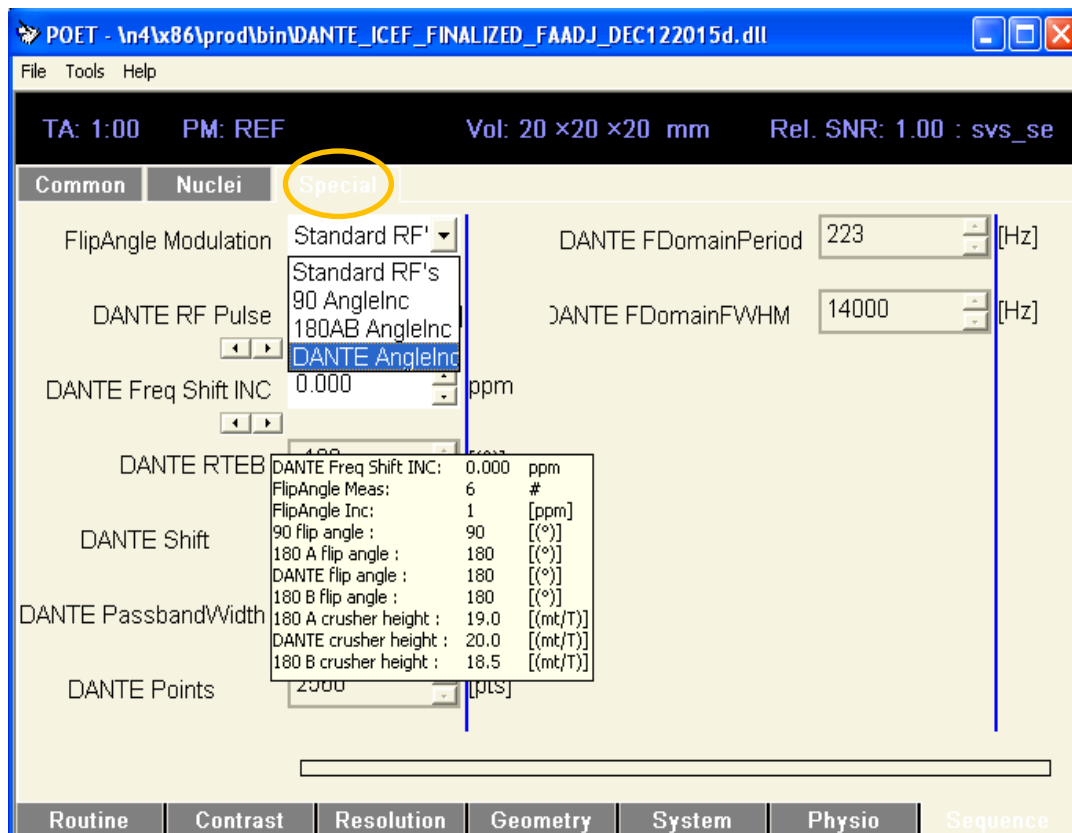 POET - \n4\x86\prod\bin\DANTE_ICEF_FINALIZED_FAADJ_DEC122015d.dll
File Tools Help
TA: 1:00 PM: REF Vol: 20 ×20 ×20 mm Rel. SNR: 1.00 : svs_se
Common Nuclei Special
FlipAngle Modulation Standard RF' DANTE FDomainPeriod 223 [Hz]
Standard RF's
90 AngleInc
DANTE RF Pulse 180AB AngleInc DANTE FDomainFWHM 14000 [Hz]
DANTE AngleInc
DANTE Freq Shift INC 0.000 ppm
DANTE RTEB
DANTE Freq Shift INC: 0.000 ppm
FlipAngle Meas: 6 #
FlipAngle Inc: 1 [ppm]
90 flip angle : 90 [(°)]
DANTE Shift
180 A flip angle : 180 [(°)]
DANTE flip angle : 180 [(°)]
180 B flip angle : 180 [(°)]
DANTE PassbandWidth
180 A crusher height : 19.0 [(mt/T)]
DANTE crusher height : 20.0 [(mt/T)]
180 B crusher height : 18.5 [(mt/T)]
DANTE Points [pts]
Routine Contrast Resolution Geometry System Physio Sequence